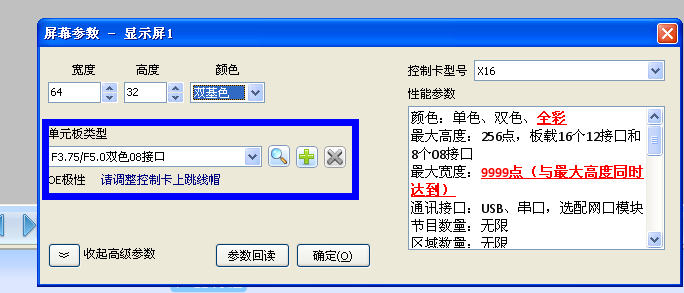 屏幕参数 - 显示屏1
宽度 高度 颜色
64 32 双基色
单元板类型
F3.75/F5.0双色08接口
OE极性 请调整控制卡上跳线帽
收起高级参数 参数回读 确定(O)
控制卡型号 X16
性能参数
颜色：单色、双色、全彩
最大高度：256点，板载16个12接口和
8个08接口
最大宽度：9999点（与最大高度同时
达到）
通讯接口：USB、串口，选配网口模块
节目数量：无限
区域数量：无限